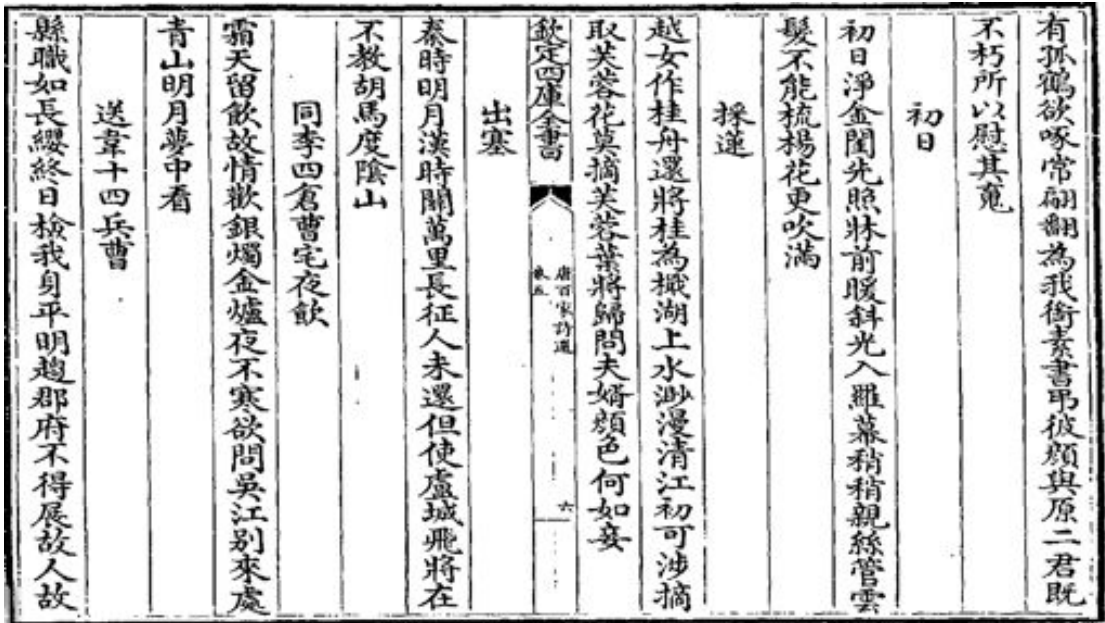 有孤鶴欲啄常翩翻為我銜素書弔彼顏與原二君既
不朽所以慰其䰟
初日
初日淨金閨先照牀前暖斜光入羅幕稍稍親絲管雲
髮不能梳楊花更吹滿
採蓮
越女作桂舟還將桂為檝湖上水渺漫清江初可涉摘
取芙蓉花莫摘芙蓉葉將歸問夫婿顏色何如妾
欽定四庫全書
唐百家詩選
卷五
六
出塞
秦時明月漢時關萬里長征人未還但使盧城飛將在
不教胡馬度陰山
同李四倉曹宅夜飲
霜天留飲故情歡銀燭金爐夜不寒欲問吳江别來處
青山明月夢中看
送韋十四兵曹
縣職如長纓終日檢我身平明趨郡府不得展故人故